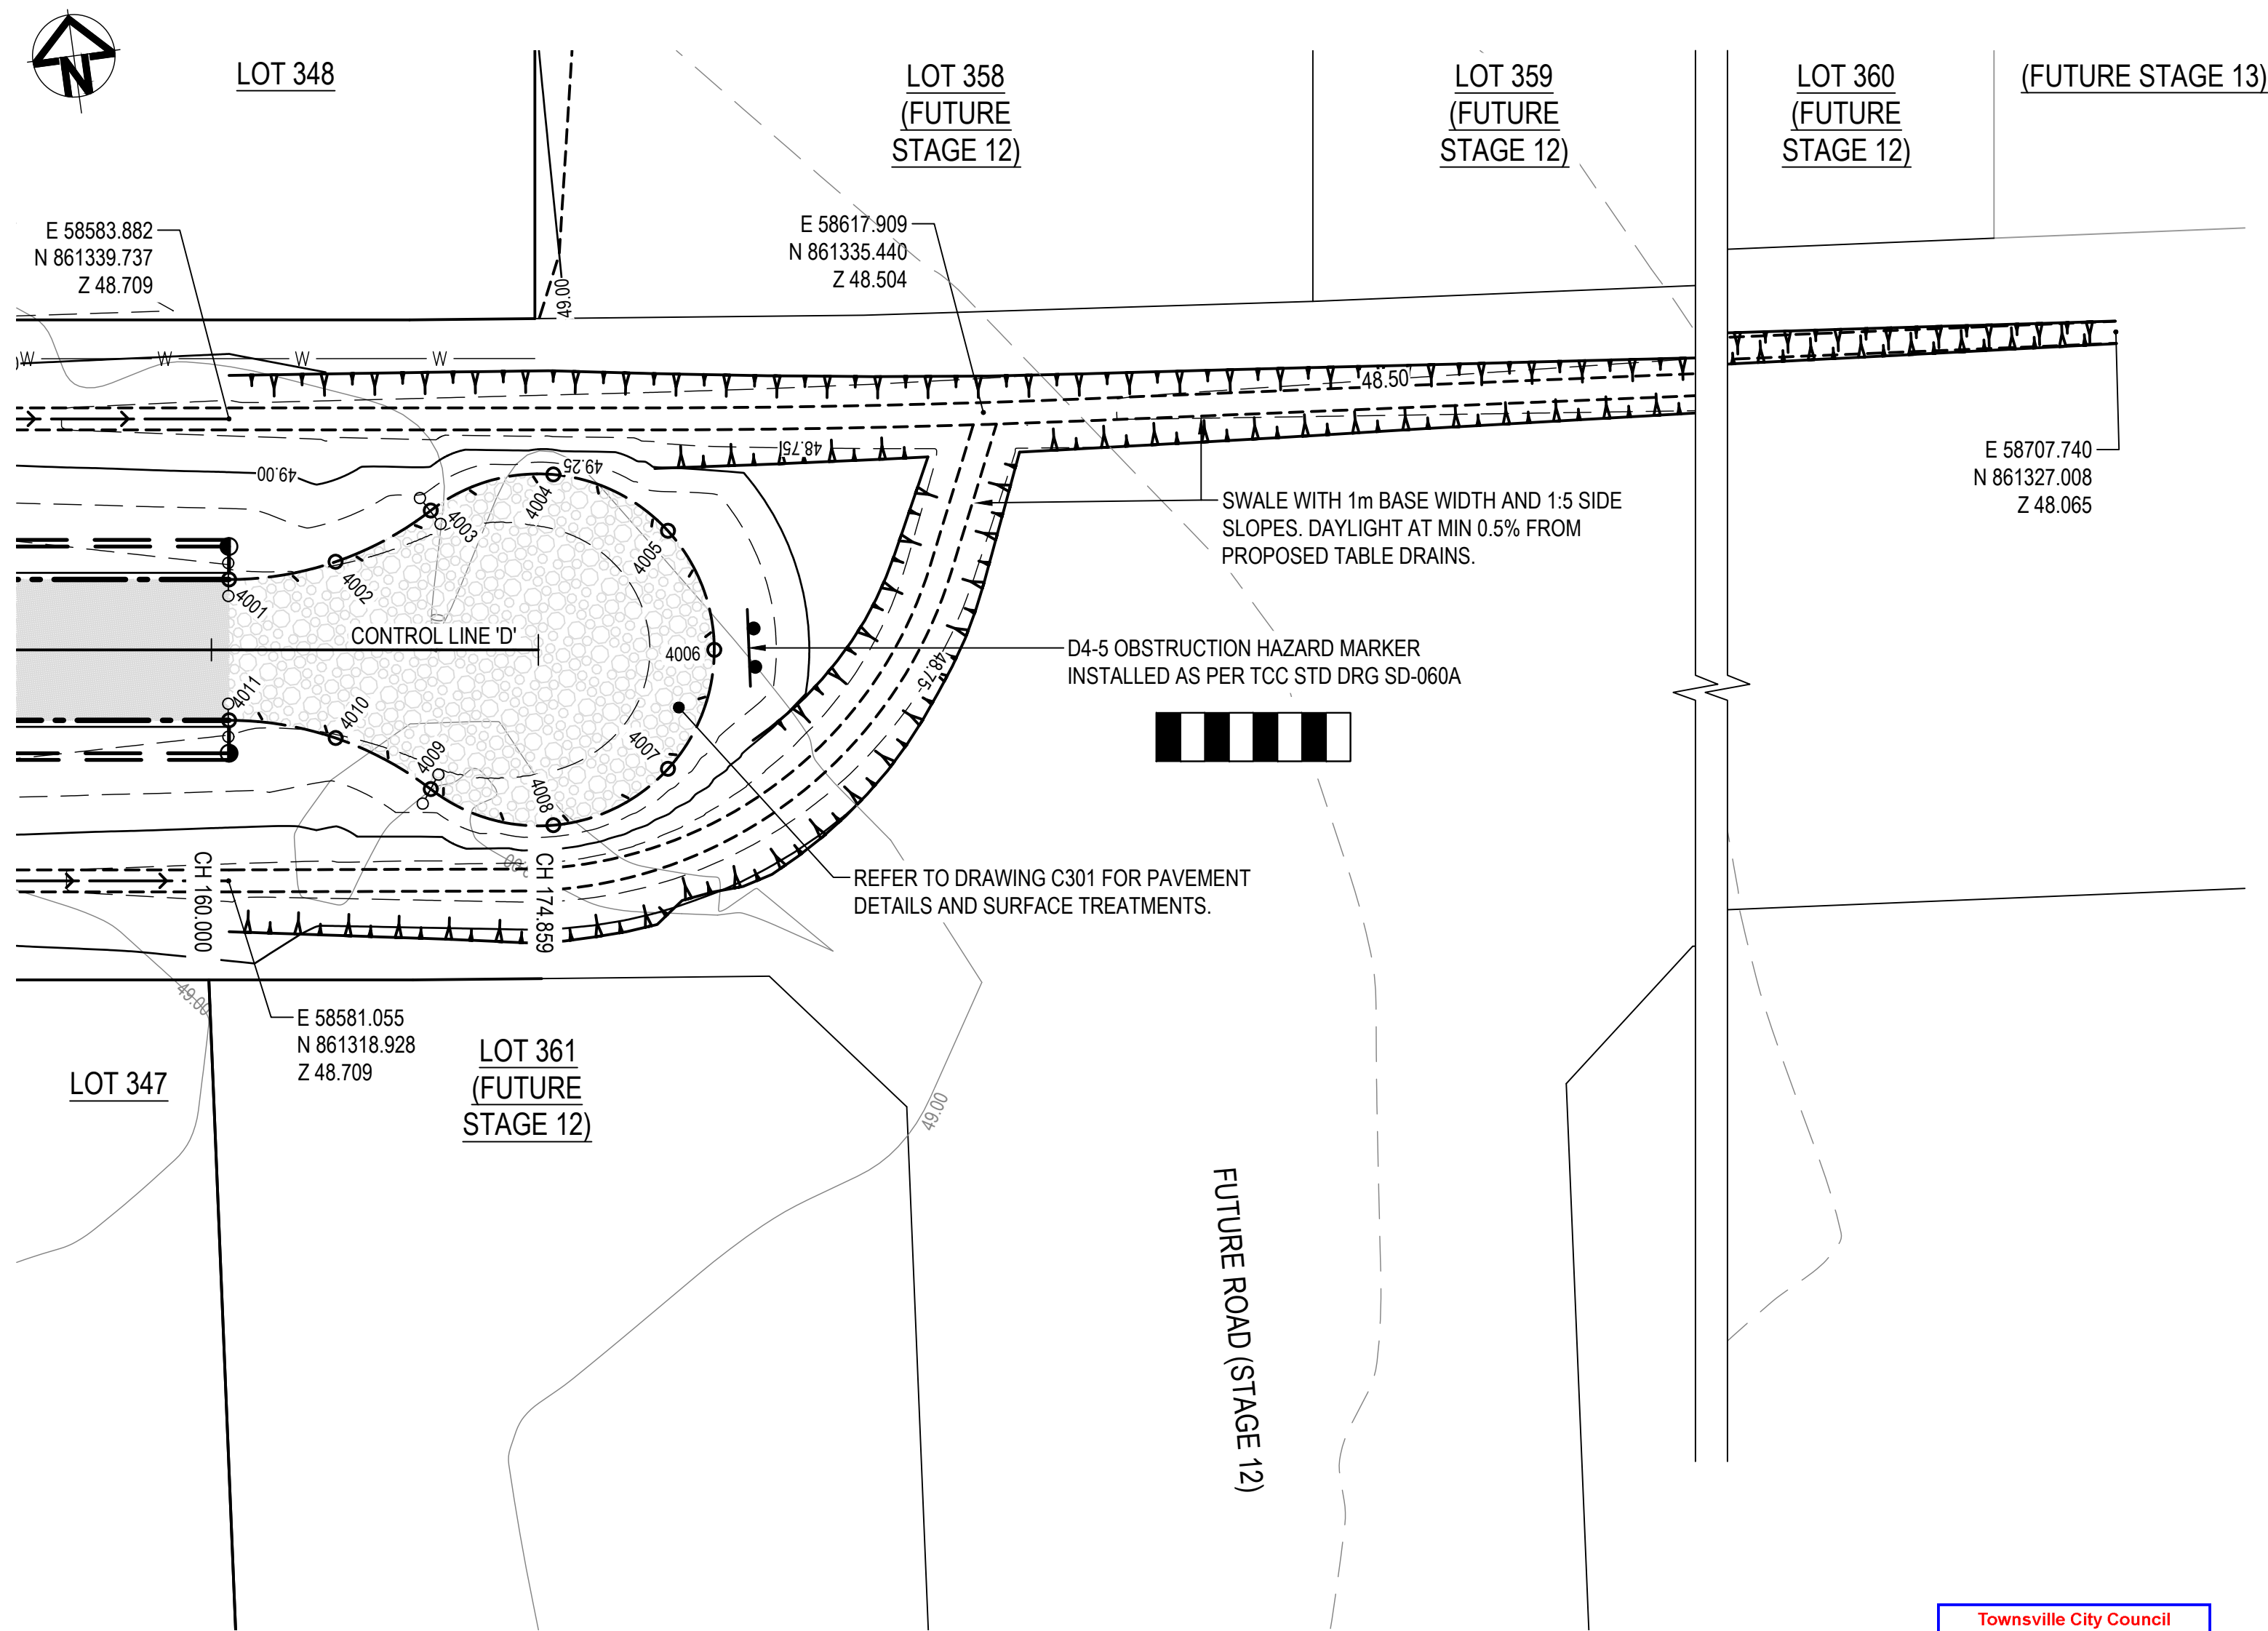 N
LOT 348
LOT 358
(FUTURE
STAGE 12)
LOT 359
(FUTURE
STAGE 12)
LOT 360
(FUTURE
STAGE 12)
(FUTURE STAGE 13)
E 58583.882
N 861339.737
Z 48.709
E 58617.909
N 861335.440
Z 48.504
49.00
W W W W
48.50
48.75
49.00
49.25
E 58707.740
N 861327.008
Z 48.065
SWALE WITH 1m BASE WIDTH AND 1:5 SIDE
SLOPES. DAYLIGHT AT MIN 0.5% FROM
PROPOSED TABLE DRAINS.
4001
4002
4003
4004
4005
4006
4007
4008
4009
4010
4011
CONTROL LINE 'D'
D4-5 OBSTRUCTION HAZARD MARKER
INSTALLED AS PER TCC STD DRG SD-060A
48.75
REFER TO DRAWING C301 FOR PAVEMENT
DETAILS AND SURFACE TREATMENTS.
CH 160.000
CH 174.859
49.00
E 58581.055
N 861318.928
Z 48.709
LOT 347
LOT 361
(FUTURE
STAGE 12)
49.00
FUTURE ROAD (STAGE 12)
Townsville City Council